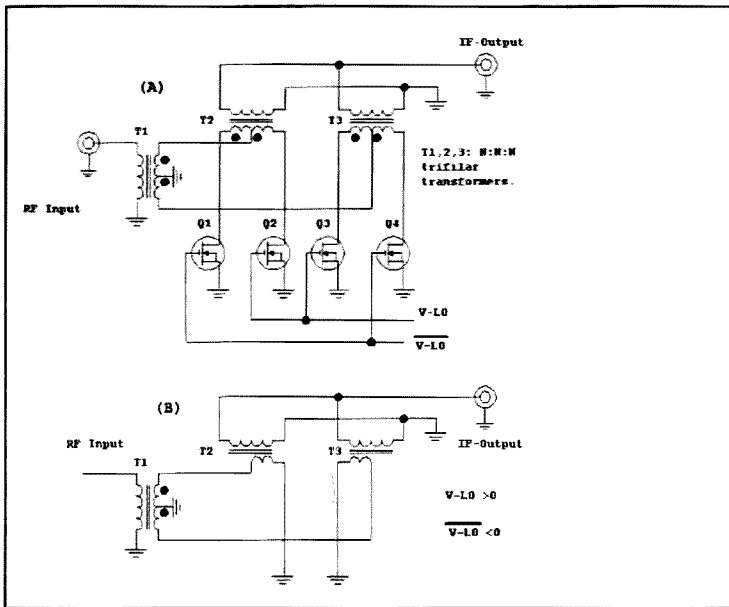 IF-Output
(A)
T1
T2
T3
T1,2,3: N:N:N
trifilar
transformers.
RF Input
Q1
Q2
Q3
Q4
V-LO
V-LO
(B)
RF Input
T1
T2
T3
IF-Output
V-LO >0
V-LO <0